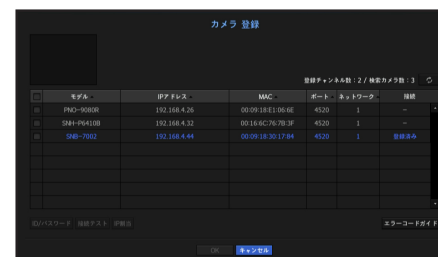 カメラ 登録
登録チャンネル数 : 2 / 検索カメラ数 : 3
モデル IPアドレス MAC ポート ネットワーク 接続
PNO-9080R 192.168.4.26 00:09:18:E1:06:6E 4520 1 –
SNH-P6410B 192.168.4.32 00:16:6C:76:7B:3F 4520 1 –
SNB-7002 192.168.4.44 00:09:18:30:17:84 4520 1 登録済み
ID/パスワード 接続テスト IP割当 エラーコードガイド
OK キャンセル